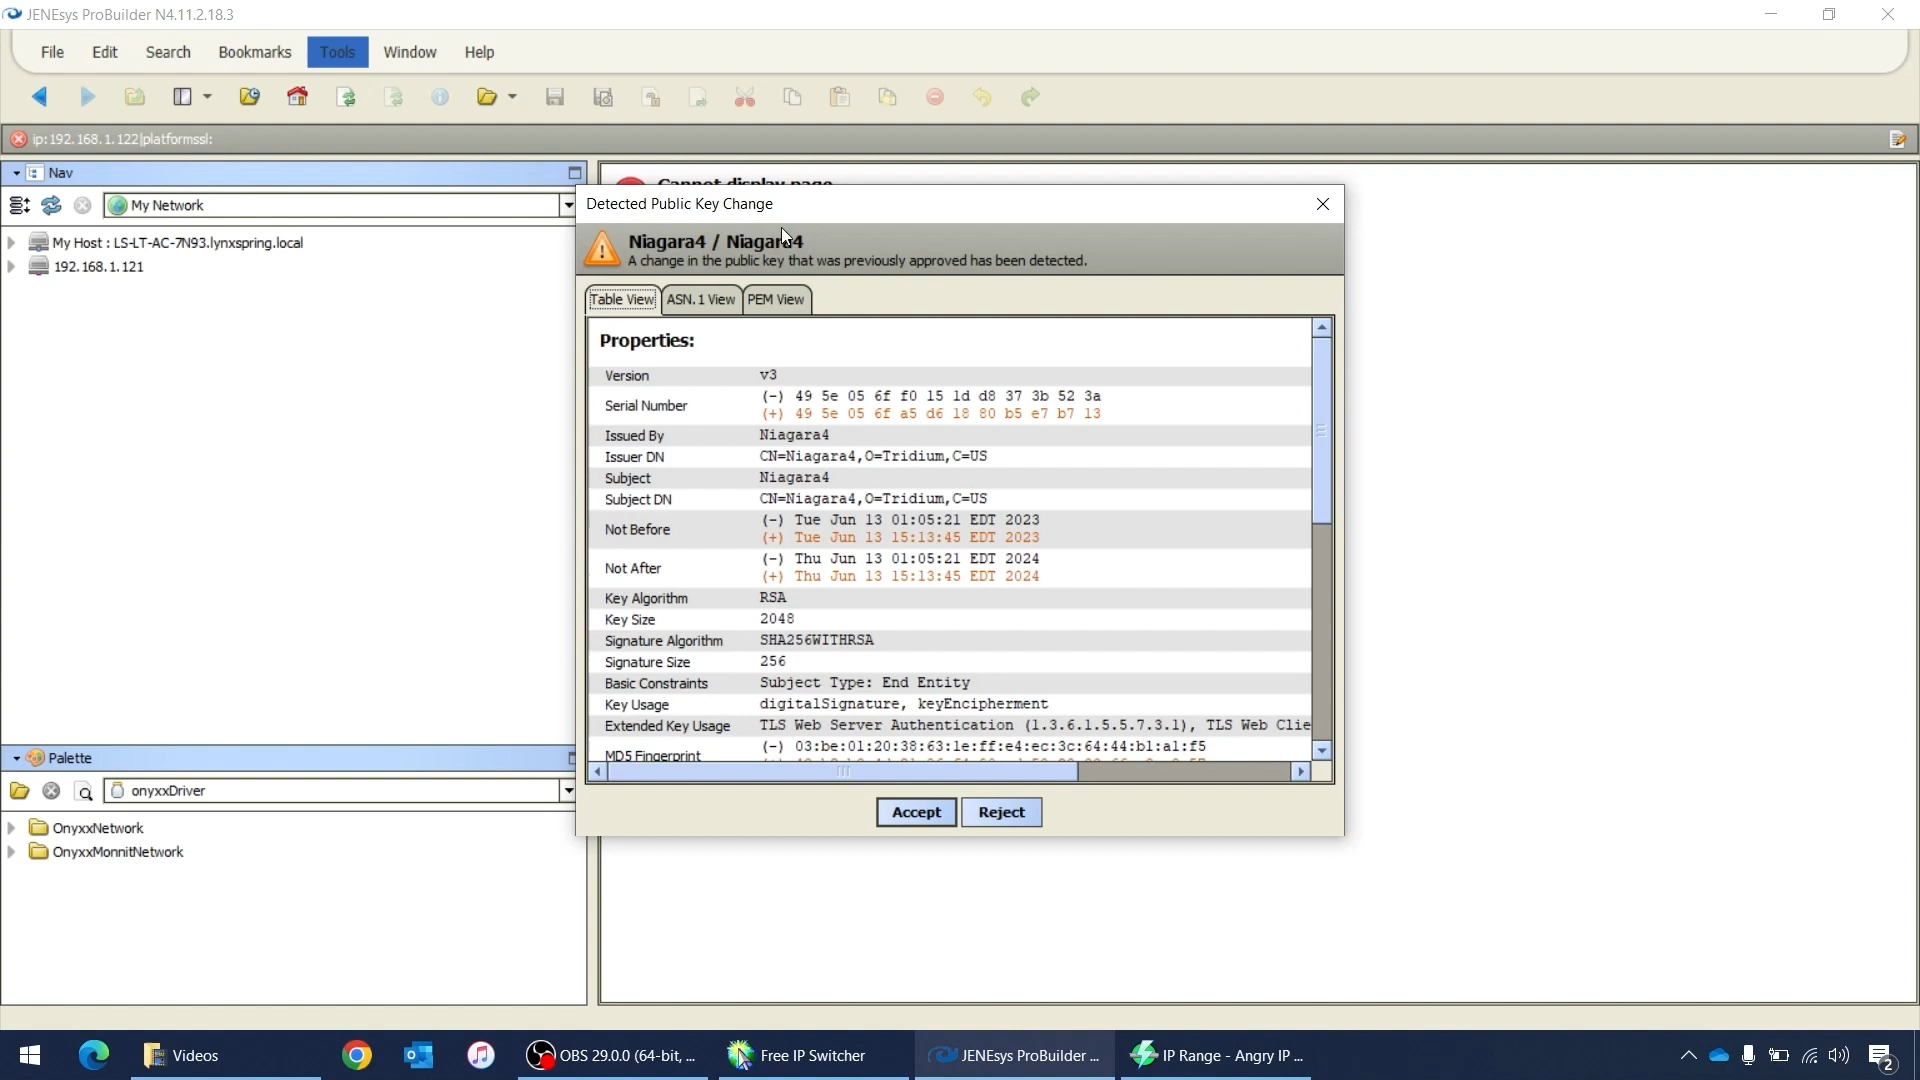 JENEsys ProBuilder N4.11.2.18.3
File Edit Search Bookmarks Tools Window Help
ip:192.168.1.122|platformssl:
Nav
My Network
My Host : LS-LT-AC-7N93.lynxspring.local
192.168.1.121
Cannot display page
Detected Public Key Change
Niagara4 / Niagara4
A change in the public key that was previously approved has been detected.
Table View ASN.1 View PEM View
Properties:
Version v3
Serial Number (-) 49 5e 05 6f f0 15 1d d8 37 3b 52 3a
(+) 49 5e 05 6f a5 d6 18 80 b5 e7 b7 13
Issued By Niagara4
Issuer DN CN=Niagara4,O=Tridium,C=US
Subject Niagara4
Subject DN CN=Niagara4,O=Tridium,C=US
Not Before (-) Tue Jun 13 01:05:21 EDT 2023
(+) Tue Jun 13 15:13:45 EDT 2023
Not After (-) Thu Jun 13 01:05:21 EDT 2024
(+) Thu Jun 13 15:13:45 EDT 2024
Key Algorithm RSA
Key Size 2048
Signature Algorithm SHA256WITHRSA
Signature Size 256
Basic Constraints Subject Type: End Entity
Key Usage digitalSignature, keyEncipherment
Extended Key Usage TLS Web Server Authentication (1.3.6.1.5.5.7.3.1), TLS Web Clie
MD5 Fingerprint (-) 03:be:01:20:38:63:1e:ff:e4:ec:3c:64:44:b1:a1:f5
Accept Reject
Palette
onyxxDriver
OnyxxNetwork
OnyxxMonnitNetwork
Videos
OBS 29.0.0 (64-bit, ...
Free IP Switcher
JENEsys ProBuilder ...
IP Range - Angry IP ...
2